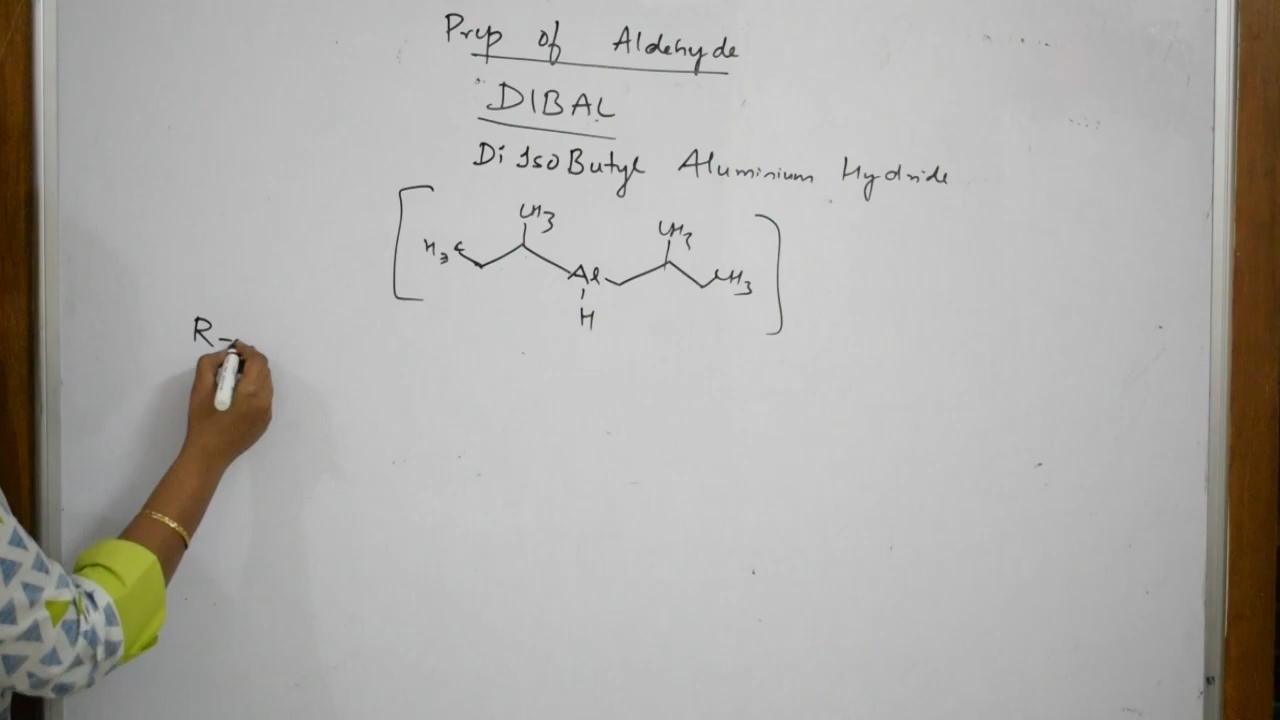 Prep of Aldehyde
DIBAL
Di IsoButyl Aluminium Hydride
CH3 CH3
H3C Al CH3
H
R-